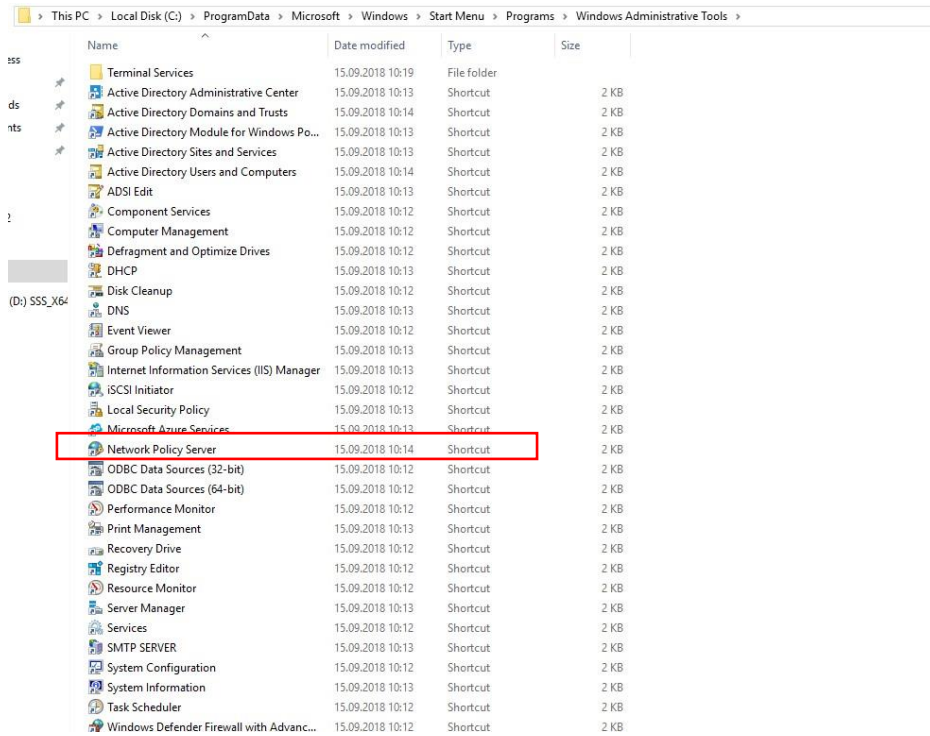 This PC > Local Disk (C:) > ProgramData > Microsoft > Windows > Start Menu > Programs > Windows Administrative Tools >
Name Date modified Type Size
ess
ds
nts
2
(D:) SSS_X64
Terminal Services 15.09.2018 10:19 File folder
Active Directory Administrative Center 15.09.2018 10:13 Shortcut 2 KB
Active Directory Domains and Trusts 15.09.2018 10:14 Shortcut 2 KB
Active Directory Module for Windows Po... 15.09.2018 10:13 Shortcut 2 KB
Active Directory Sites and Services 15.09.2018 10:13 Shortcut 2 KB
Active Directory Users and Computers 15.09.2018 10:14 Shortcut 2 KB
ADSI Edit 15.09.2018 10:13 Shortcut 2 KB
Component Services 15.09.2018 10:12 Shortcut 2 KB
Computer Management 15.09.2018 10:12 Shortcut 2 KB
Defragment and Optimize Drives 15.09.2018 10:12 Shortcut 2 KB
DHCP 15.09.2018 10:13 Shortcut 2 KB
Disk Cleanup 15.09.2018 10:12 Shortcut 2 KB
DNS 15.09.2018 10:13 Shortcut 2 KB
Event Viewer 15.09.2018 10:12 Shortcut 2 KB
Group Policy Management 15.09.2018 10:13 Shortcut 2 KB
Internet Information Services (IIS) Manager 15.09.2018 10:13 Shortcut 2 KB
iSCSI Initiator 15.09.2018 10:12 Shortcut 2 KB
Local Security Policy 15.09.2018 10:13 Shortcut 2 KB
Microsoft Azure Services 15.09.2018 10:13 Shortcut 2 KB
Network Policy Server 15.09.2018 10:14 Shortcut 2 KB
ODBC Data Sources (32-bit) 15.09.2018 10:12 Shortcut 2 KB
ODBC Data Sources (64-bit) 15.09.2018 10:12 Shortcut 2 KB
Performance Monitor 15.09.2018 10:12 Shortcut 2 KB
Print Management 15.09.2018 10:13 Shortcut 2 KB
Recovery Drive 15.09.2018 10:12 Shortcut 2 KB
Registry Editor 15.09.2018 10:12 Shortcut 2 KB
Resource Monitor 15.09.2018 10:12 Shortcut 2 KB
Server Manager 15.09.2018 10:13 Shortcut 2 KB
Services 15.09.2018 10:12 Shortcut 2 KB
SMTP SERVER 15.09.2018 10:13 Shortcut 2 KB
System Configuration 15.09.2018 10:12 Shortcut 2 KB
System Information 15.09.2018 10:13 Shortcut 2 KB
Task Scheduler 15.09.2018 10:12 Shortcut 2 KB
Windows Defender Firewall with Advanc... 15.09.2018 10:12 Shortcut 2 KB